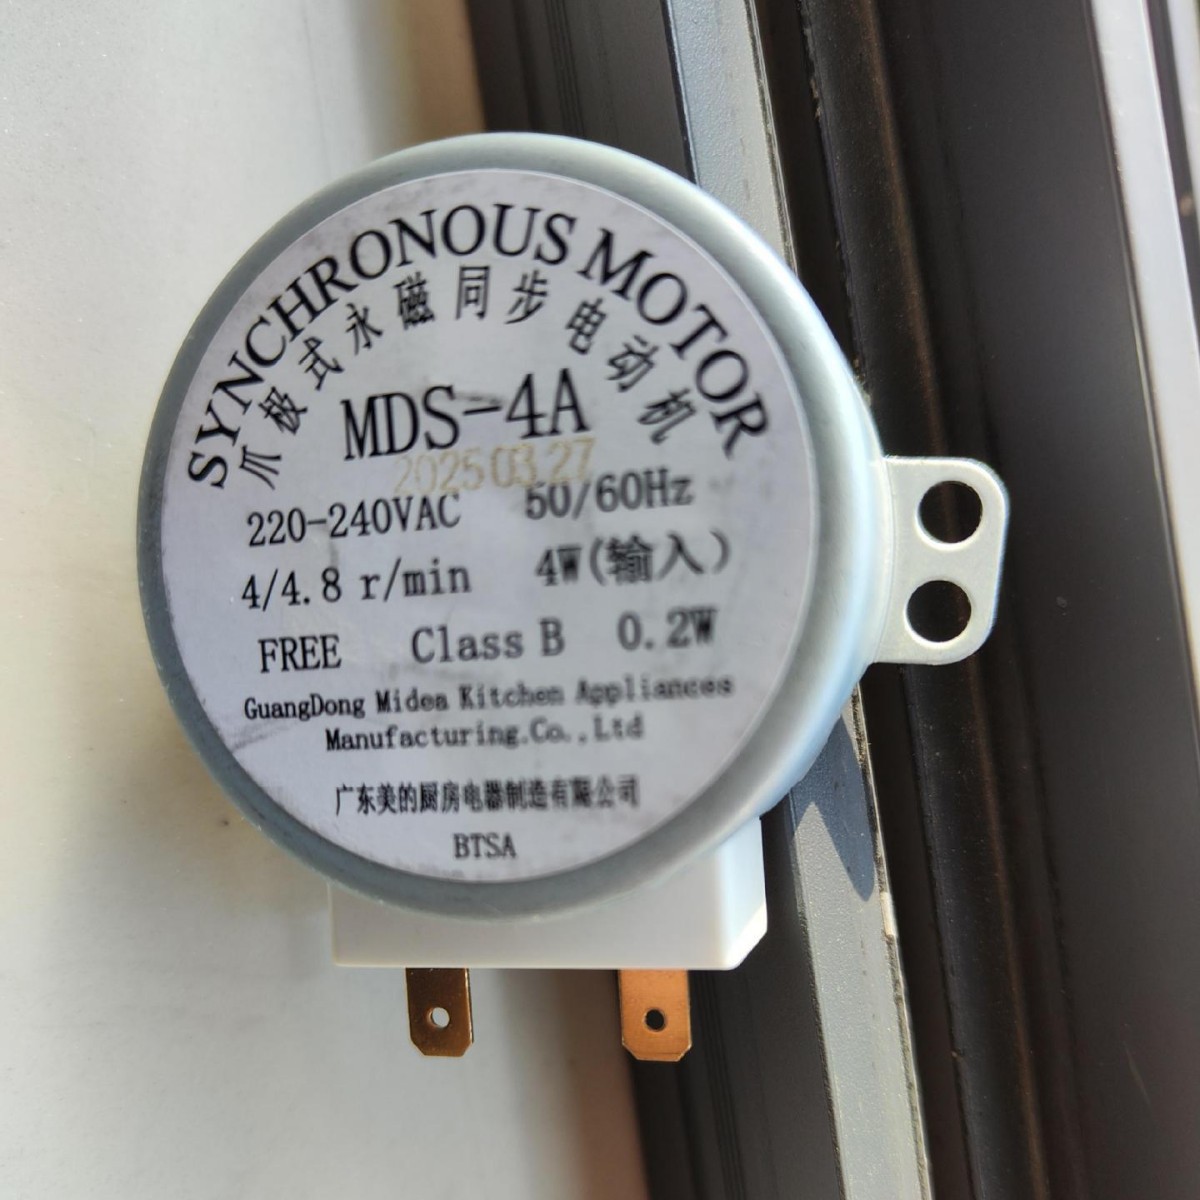 SYNCHRONOUS MOTOR
爪极式永磁同步电动机
MDS-4A
2025 03.27
220-240VAC 50/60Hz
4/4.8 r/min 4W(输入)
FREE Class B 0.2W
GuangDong Midea Kitchen Appliances
Manufacturing.Co.,Ltd
广东美的厨房电器制造有限公司
BTSA